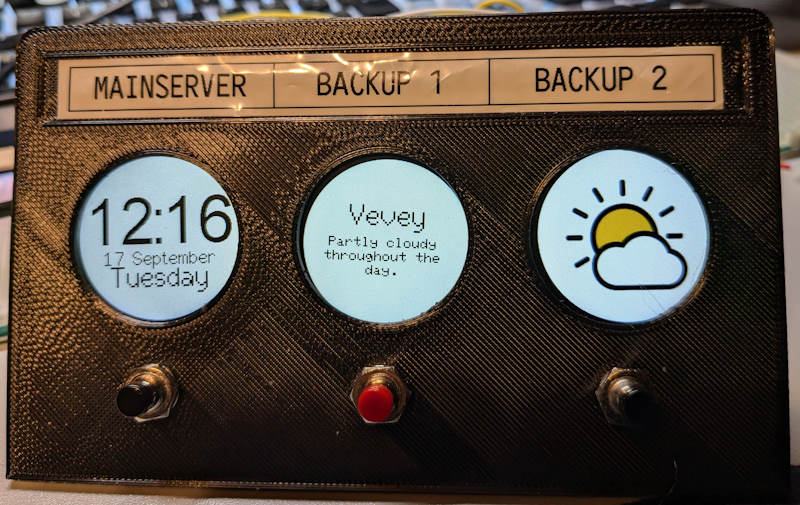 MAINSERVER
BACKUP 1
BACKUP 2
12:16
17 September
Tuesday
Vevey
Partly cloudy
throughout the
day.